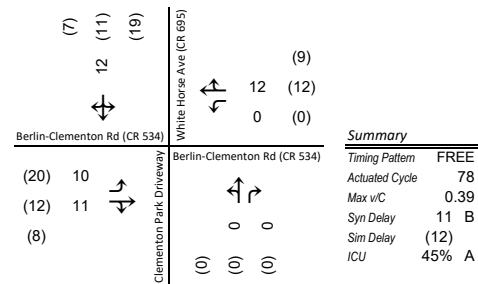 (7) (11) (19)
12
White Horse Ave (CR 695)
(9)
12 (12)
0 (0)
Berlin-Clementon Rd (CR 534)
Berlin-Clementon Rd (CR 534)
(20) 10
(12) 11
(8)
Clementon Park Driveway
0 0
(0) (0) (0)
Summary
Timing Pattern FREE
Actuated Cycle 78
Max v/C 0.39
Syn Delay 11 B
Sim Delay (12)
ICU 45% A